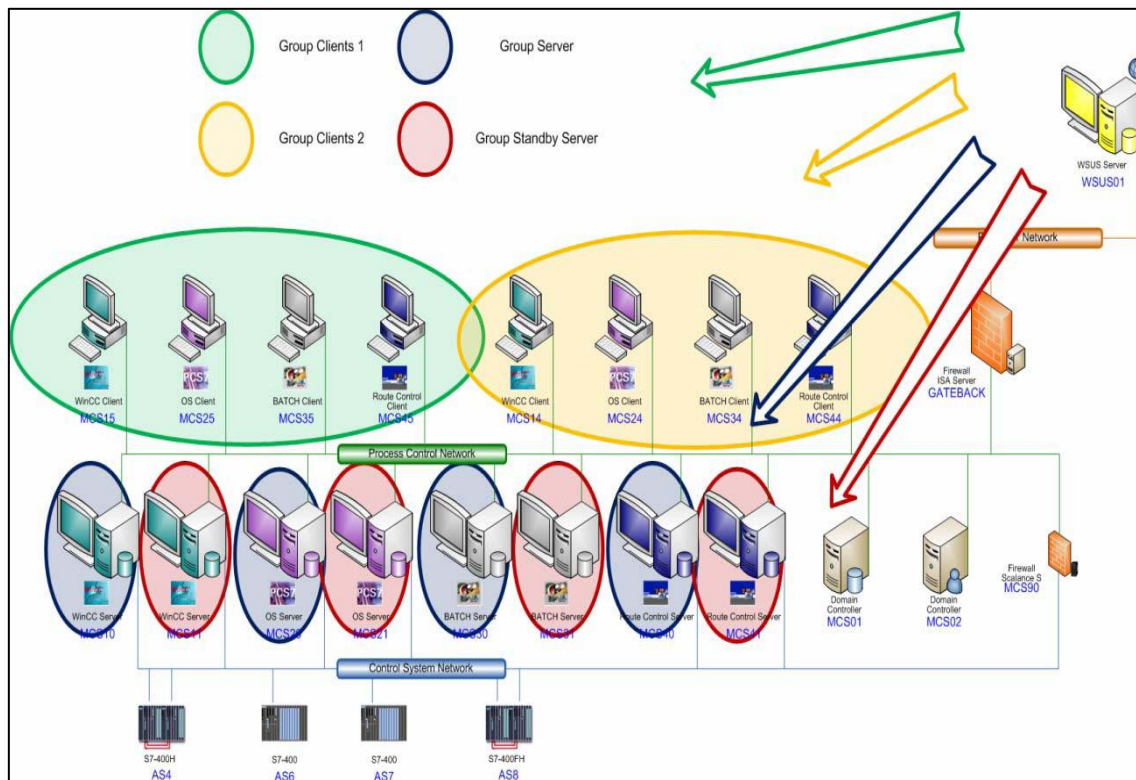 Group Clients 1
Group Server
Group Clients 2
Group Standby Server
WSUS Server
WSUS01
Network
WinCC Client
MCS15
OS Client
MCS25
BATCH Client
MCS35
Route Control
Client
MCS45
WinCC Client
MCS14
OS Client
MCS24
BATCH Client
MCS34
Route Control
Client
MCS44
Firewall
ISA Server
GATEBACK
Process Control Network
WinCC Server
MCS10
WinCC Server
MCS11
OS Server
OS Server
MCS21
BATCH Server
BATCH Server
Route Control Server
MCS40
Route Control Server
MCS41
Domain
Controller
MCS01
Domain
Controller
MCS02
Firewall
Scalance S
MCS90
Control System Network
S7-400H
AS4
S7-400
AS6
S7-400
AS7
S7-400FH
AS8